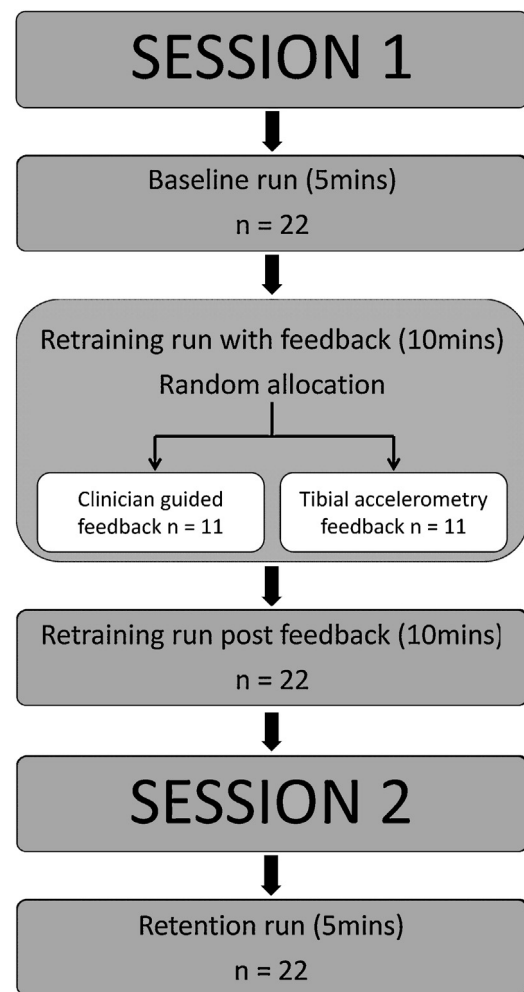 SESSION 1
Baseline run (5mins)
n = 22
Retraining run with feedback (10mins)
Random allocation
Clinician guided
feedback n = 11
Tibial accelerometry
feedback n = 11
Retraining run post feedback (10mins)
n = 22
SESSION 2
Retention run (5mins)
n = 22